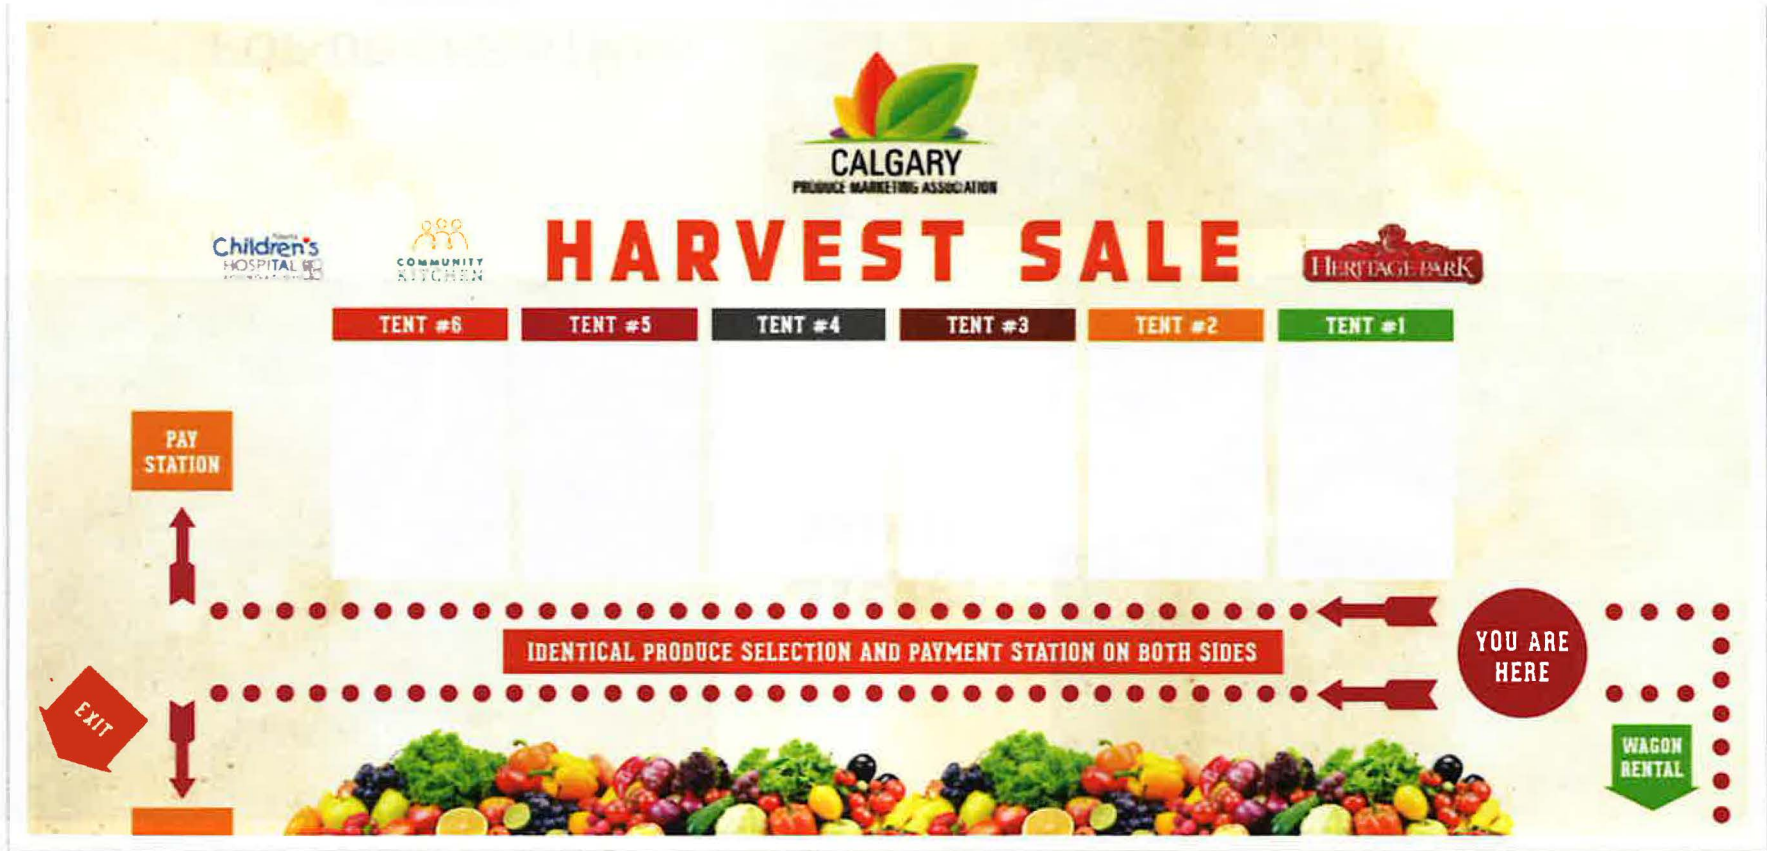 CALGARY
PRODUCE MARKETING ASSOCIATION
Children's
HOSPITAL
COMMUNITY
KITCHEN
HARVEST SALE
HERITAGE PARK
TENT #6
TENT #5
TENT #4
TENT #3
TENT #2
TENT #1
PAY
STATION
IDENTICAL PRODUCE SELECTION AND PAYMENT STATION ON BOTH SIDES
YOU ARE
HERE
EXIT
WAGON
RENTAL